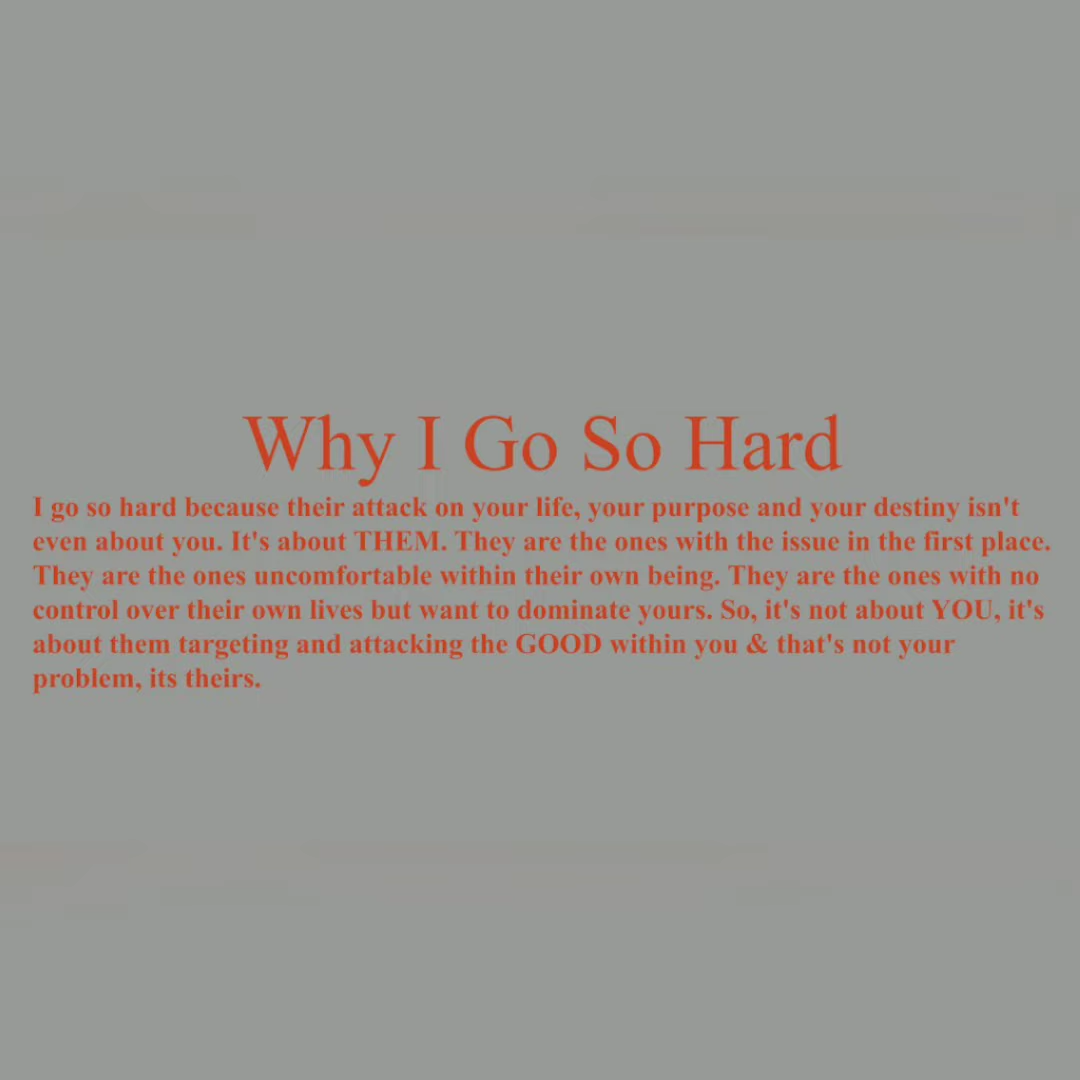 Why I Go So Hard
I go so hard because their attack on your life, your purpose and your destiny isn't
even about you. It's about THEM. They are the ones with the issue in the first place.
They are the ones uncomfortable within their own being. They are the ones with no
control over their own lives but want to dominate yours. So, it's not about YOU, it's
about them targeting and attacking the GOOD within you & that's not your
problem, its theirs.